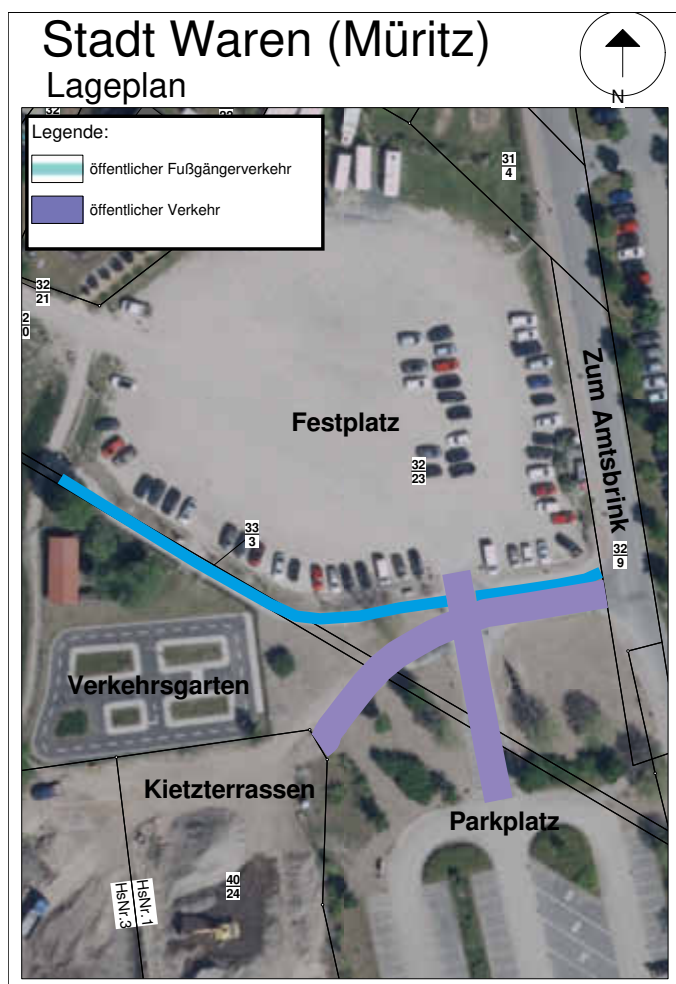 Stadt Waren (Müritz)
Lageplan
N
Legende:
öffentlicher Fußgängerverkehr
öffentlicher Verkehr
32
31
4
32
21
2
0
Zum Amtsbrink
Festplatz
32
23
33
3
32
9
Verkehrsgarten
Kietzterrassen
Parkplatz
40
24
HsNr.1
HsNr.3